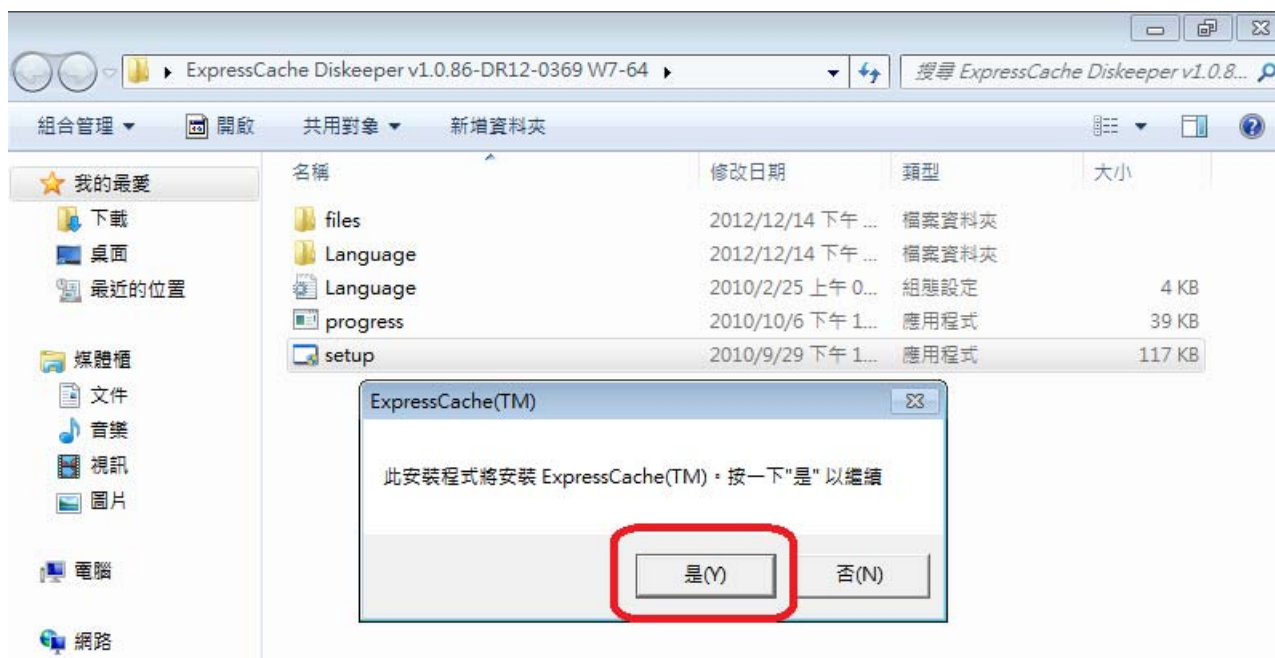 ExpressCache Diskeeper v1.0.86-DR12-0369 W7-64
搜尋 ExpressCache Diskeeper v1.0.8...
組合管理 開啟 共用對象 新增資料夾
名稱 修改日期 類型 大小
我的最愛
下載
桌面
最近的位置
媒體櫃
文件
音樂
視訊
圖片
電腦
網路
files 2012/12/14 下午 ... 檔案資料夾
Language 2012/12/14 下午 ... 檔案資料夾
Language 2010/2/25 上午 0... 組態設定 4 KB
progress 2010/10/6 下午 1... 應用程式 39 KB
setup 2010/9/29 下午 1... 應用程式 117 KB
ExpressCache(TM)
此安裝程式將安裝 ExpressCache(TM)。按一下"是" 以繼續
是(Y) 否(N)